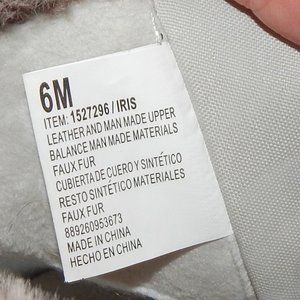 6M
ITEM: 1527296 / IRIS
LEATHER AND MAN MADE UPPER
BALANCE MAN MADE MATERIALS
FAUX FUR
CUBIERTA DE CUERO Y SINTÉTICO
RESTO SINTETICO MATERIALES
FAUX FUR
889260953673
MADE IN CHINA
HECHO EN CHINA